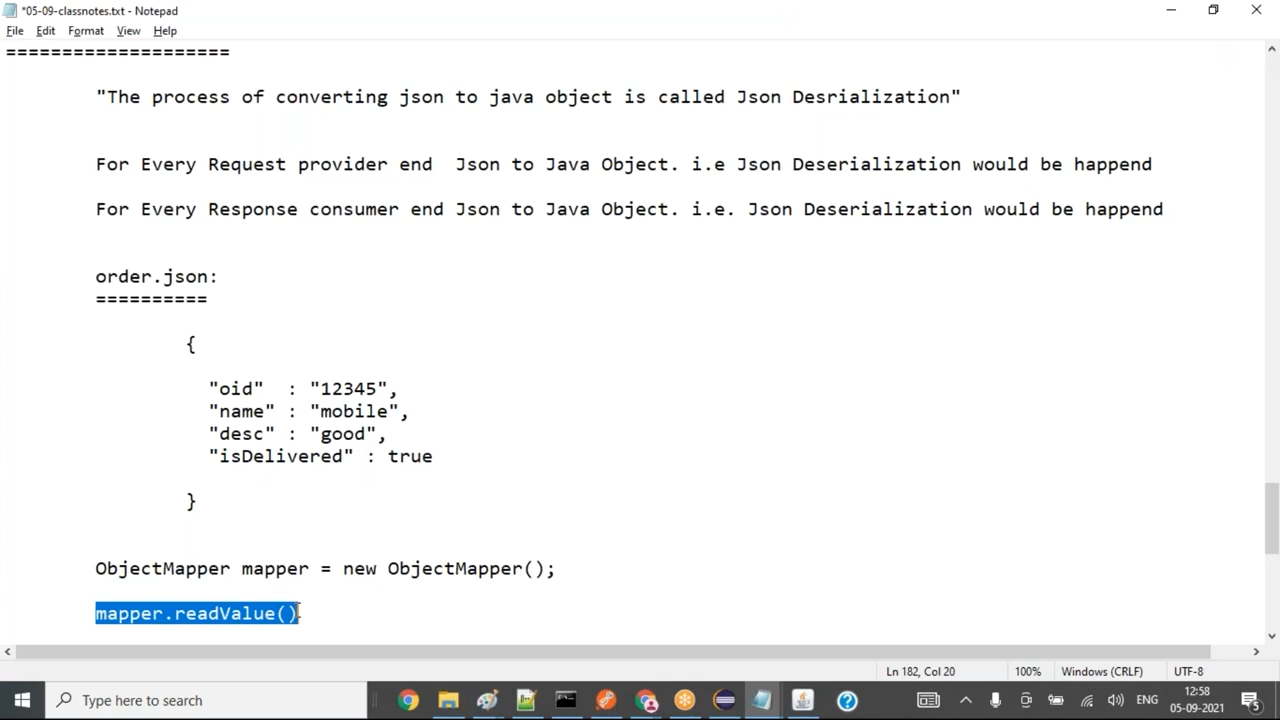 *05-09-classnotes.txt - Notepad
File Edit Format View Help
====================
"The process of converting json to java object is called Json Desrialization"
For Every Request provider end  Json to Java Object. i.e Json Deserialization would be happend
For Every Response consumer end Json to Java Object. i.e. Json Deserialization would be happend
order.json:
==========
{
"oid"  : "12345",
"name" : "mobile",
"desc" : "good",
"isDelivered" : true
}
ObjectMapper mapper = new ObjectMapper();
mapper.readValue()
Ln 182, Col 20 100% Windows (CRLF) UTF-8
Type here to search ENG 12:58
05-09-2021 5